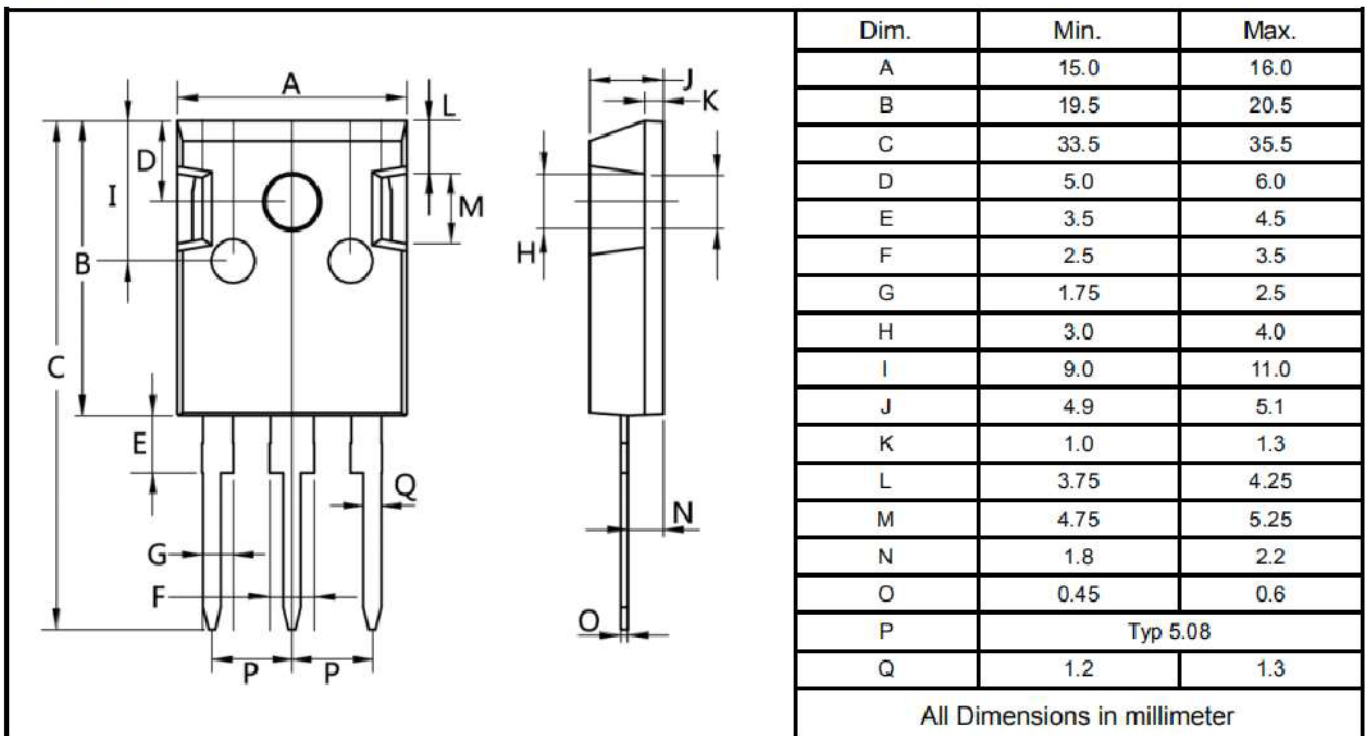 A
L
J
K
D
I
M
H
B
C
E
Q
N
G
F
O
P P
Dim. Min. Max.
A 15.0 16.0
B 19.5 20.5
C 33.5 35.5
D 5.0 6.0
E 3.5 4.5
F 2.5 3.5
G 1.75 2.5
H 3.0 4.0
I 9.0 11.0
J 4.9 5.1
K 1.0 1.3
L 3.75 4.25
M 4.75 5.25
N 1.8 2.2
O 0.45 0.6
P Typ 5.08
Q 1.2 1.3
All Dimensions in millimeter